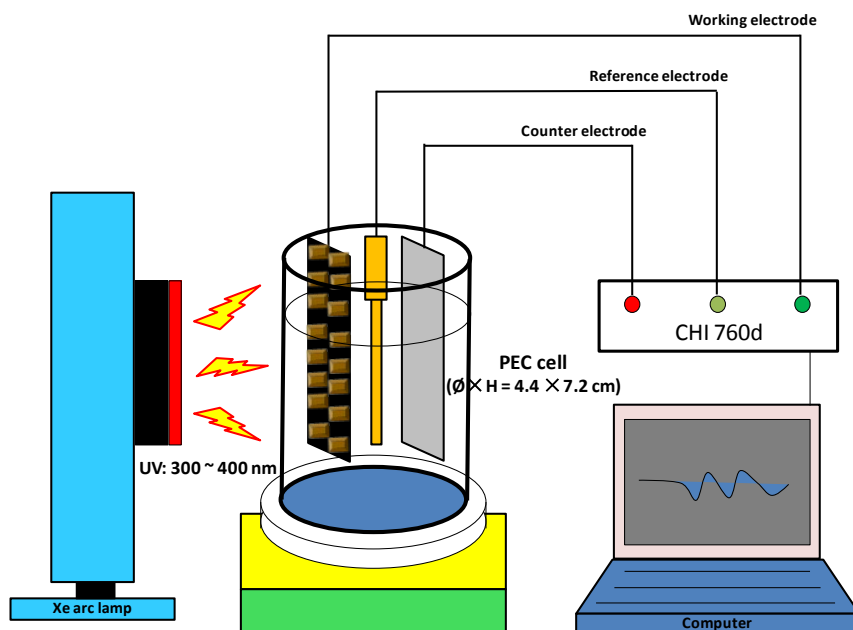 Working electrode
Reference electrode
Counter electrode
CHI 760d
PEC cell
(Ø × H = 4.4 × 7.2 cm)
UV: 300 ~ 400 nm
Xe arc lamp
Computer